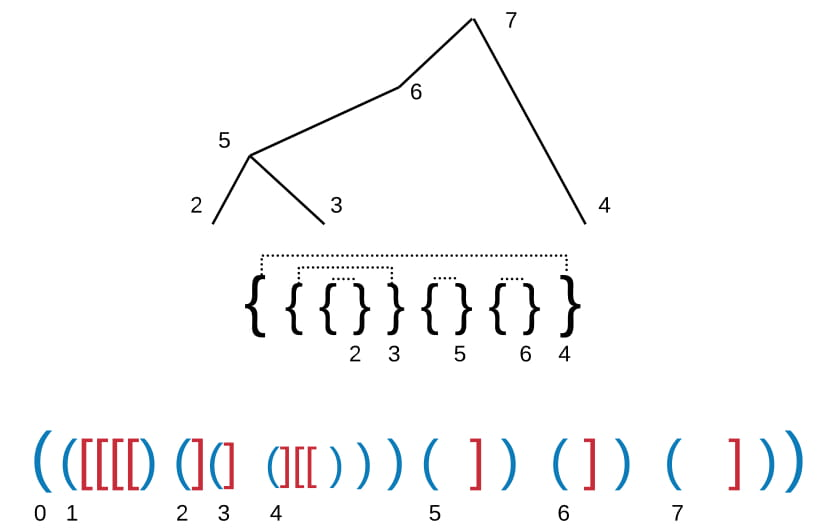 7
6
5
2 3 4
{ { { } } { } { } }
2 3 5 6 4
( ( [ [ [ [ ) ( ] ( ] ( ] [ [ ) ) ) ( ] ) ( ] ) ( ] ) )
0 1 2 3 4 5 6 7